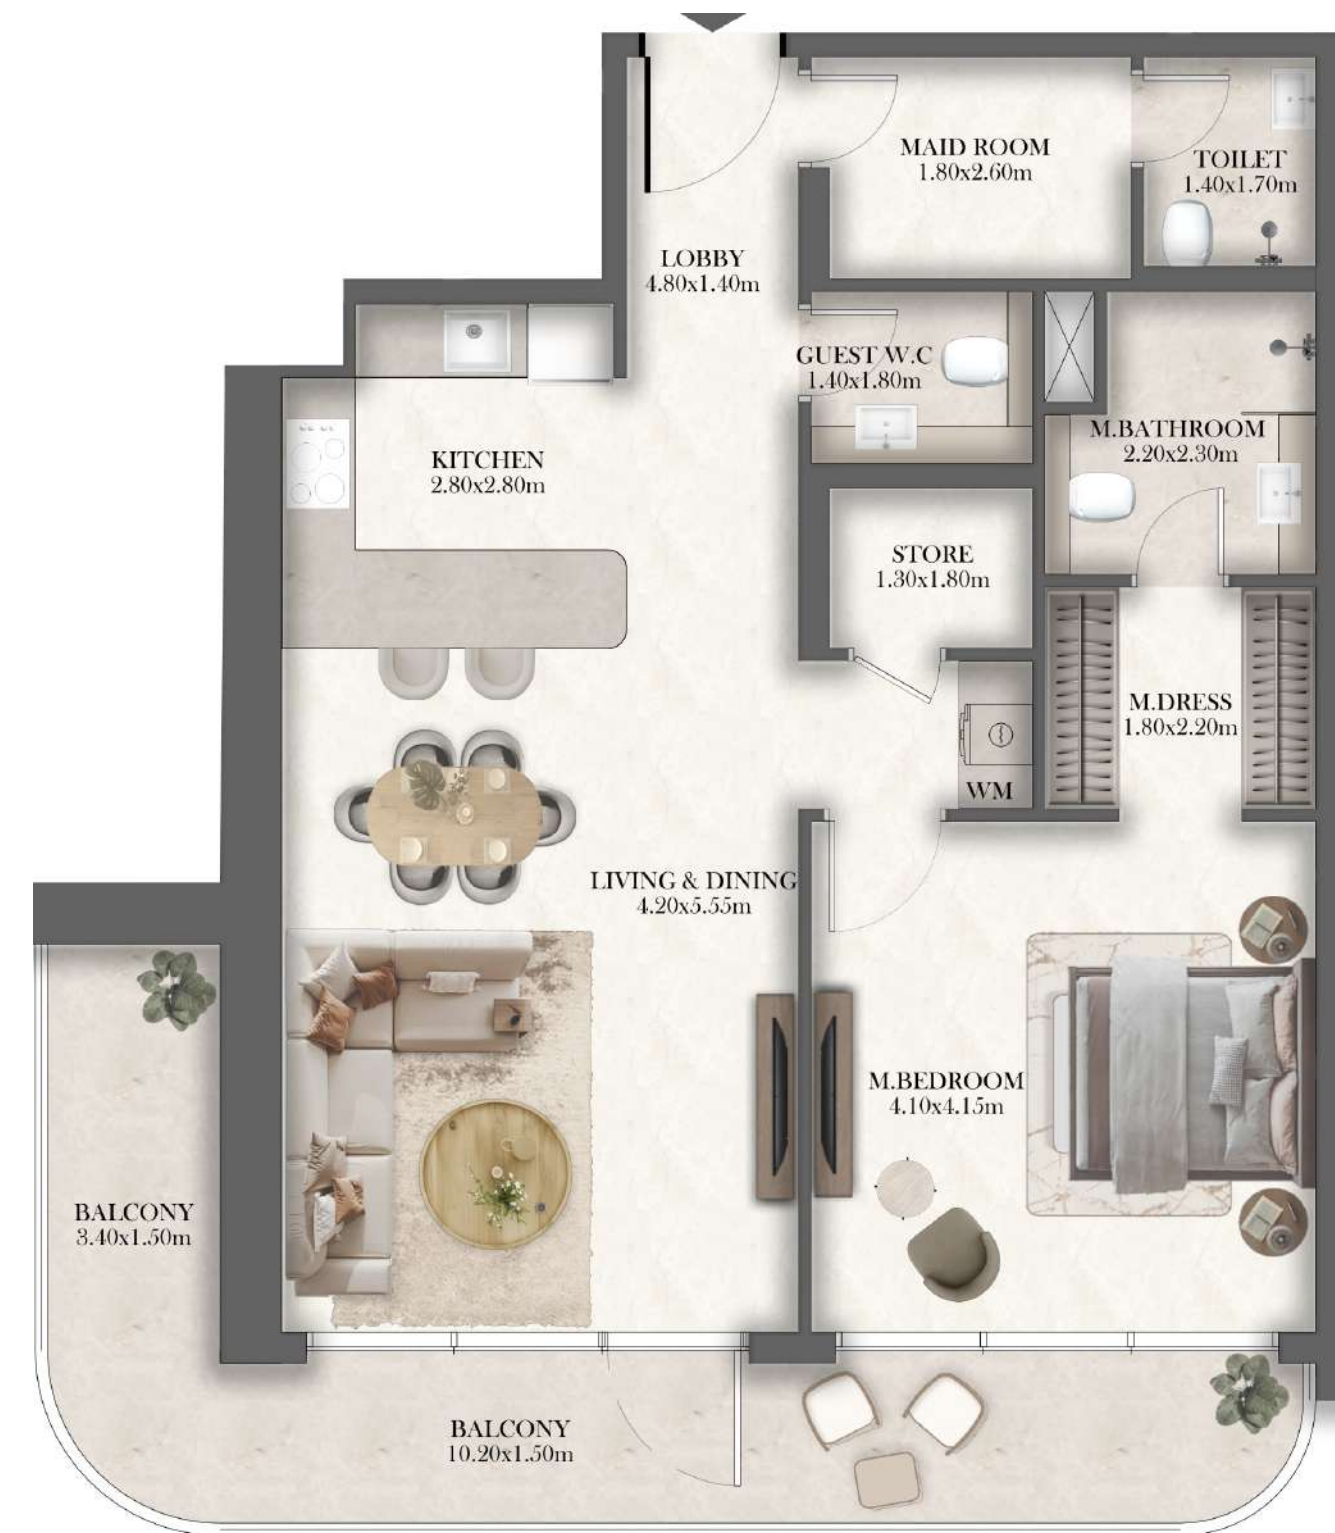 MAID ROOM
1.80x2.60m
TOILET
1.40x1.70m
LOBBY
4.80x1.40m
GUEST W.C
1.40x1.80m
M.BATHROOM
2.20x2.30m
KITCHEN
2.80x2.80m
STORE
1.30x1.80m
M.DRESS
1.80x2.20m
WM
LIVING & DINING
4.20x5.55m
M.BEDROOM
4.10x4.15m
BALCONY
3.40x1.50m
BALCONY
10.20x1.50m